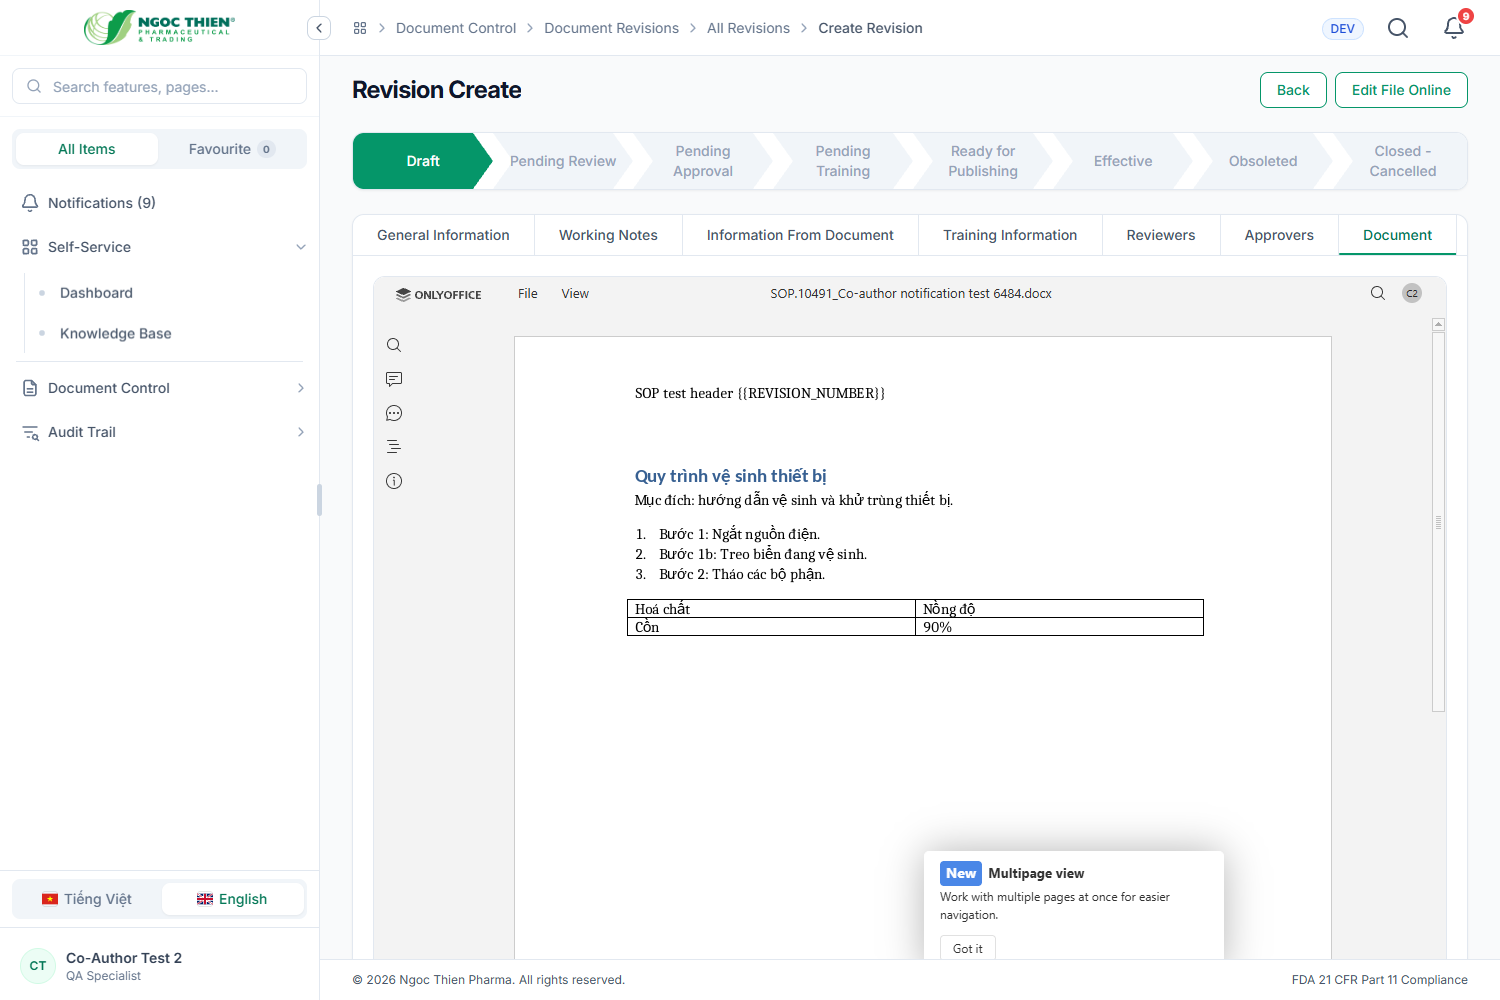 NGOC THIEN®
PHARMACEUTICAL
& TRADING
Search features, pages...
All Items
Favourite 0
Notifications (9)
Self-Service
Dashboard
Knowledge Base
Document Control
Audit Trail
Tiếng Việt
English
CT
Co-Author Test 2
QA Specialist
Document Control
Document Revisions
All Revisions
Create Revision
DEV
9
Revision Create
Back
Edit File Online
Draft
Pending Review
Pending
Approval
Pending
Training
Ready for
Publishing
Effective
Obsoleted
Closed -
Cancelled
General Information
Working Notes
Information From Document
Training Information
Reviewers
Approvers
Document
ONLYOFFICE
File
View
SOP.10491_Co-author notification test 6484.docx
C2
SOP test header {{REVISION_NUMBER}}
Quy trình vệ sinh thiết bị
Mục đích: hướng dẫn vệ sinh và khử trùng thiết bị.
1. Bước 1: Ngắt nguồn điện.
2. Bước 1b: Treo biển đang vệ sinh.
3. Bước 2: Tháo các bộ phận.
Hoá chất Nồng độ
Cồn 90%
New Multipage view
Work with multiple pages at once for easier
navigation.
Got it
© 2026 Ngoc Thien Pharma. All rights reserved.
FDA 21 CFR Part 11 Compliance